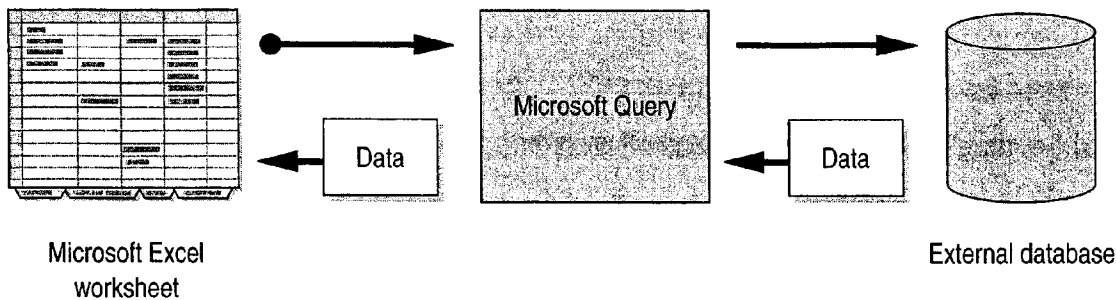 Microsoft Query
Data
Data
Microsoft Excel
worksheet
External database